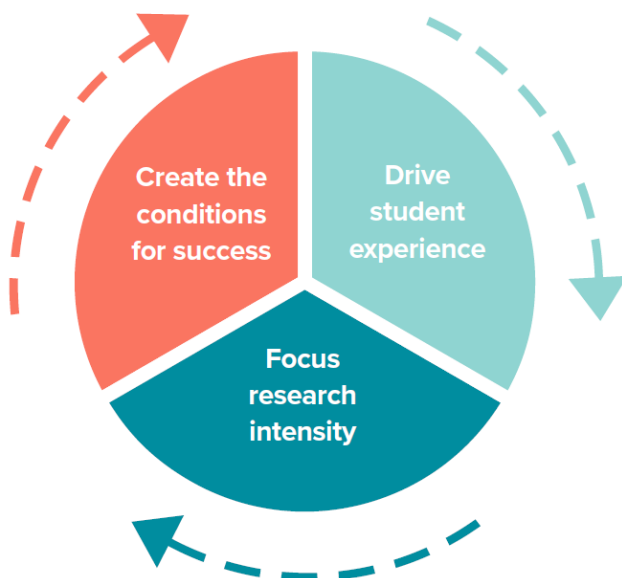 Create the
conditions
for success
Drive
student
experience
Focus
research
intensity